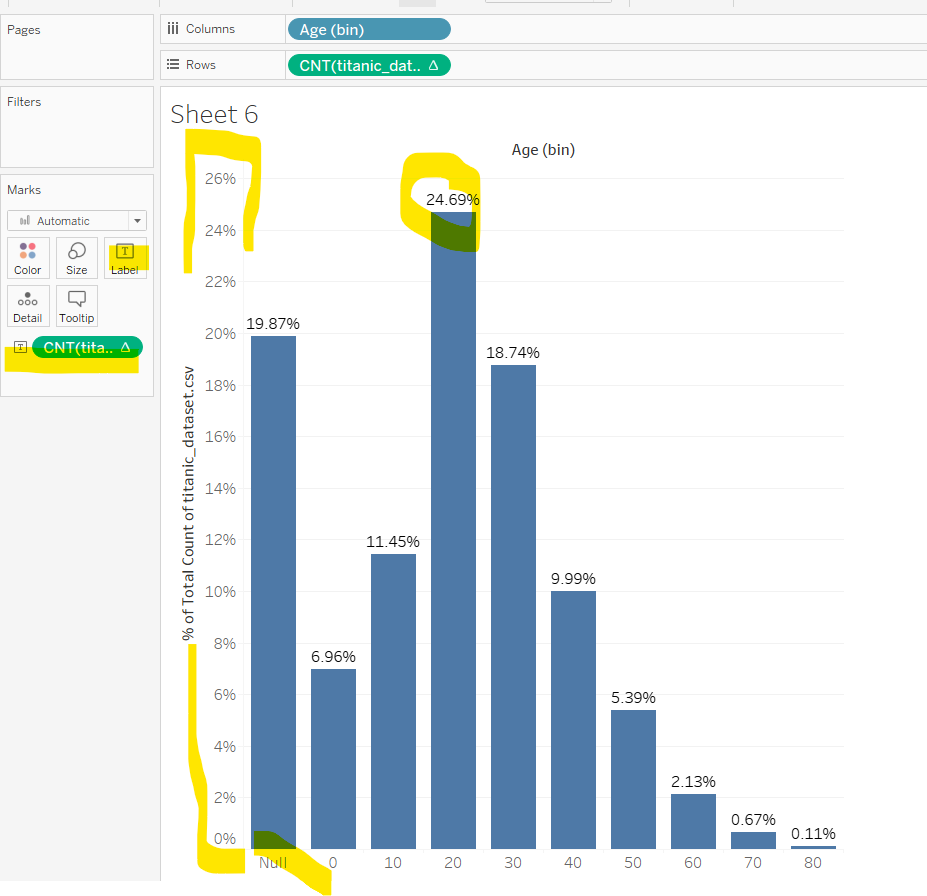 Pages
Columns
Age (bin)
Rows
CNT(titanic_dat.. Δ
Filters
Marks
Automatic
Color
Size
T
Label
Detail
Tooltip
T
CNT(tita.. Δ
Sheet 6
Age (bin)
% of Total Count of titanic_dataset.csv
26%
24%
22%
20%
18%
16%
14%
12%
10%
8%
6%
4%
2%
0%
19.87%
6.96%
11.45%
24.69%
18.74%
9.99%
5.39%
2.13%
0.67%
0.11%
Null 0 10 20 30 40 50 60 70 80